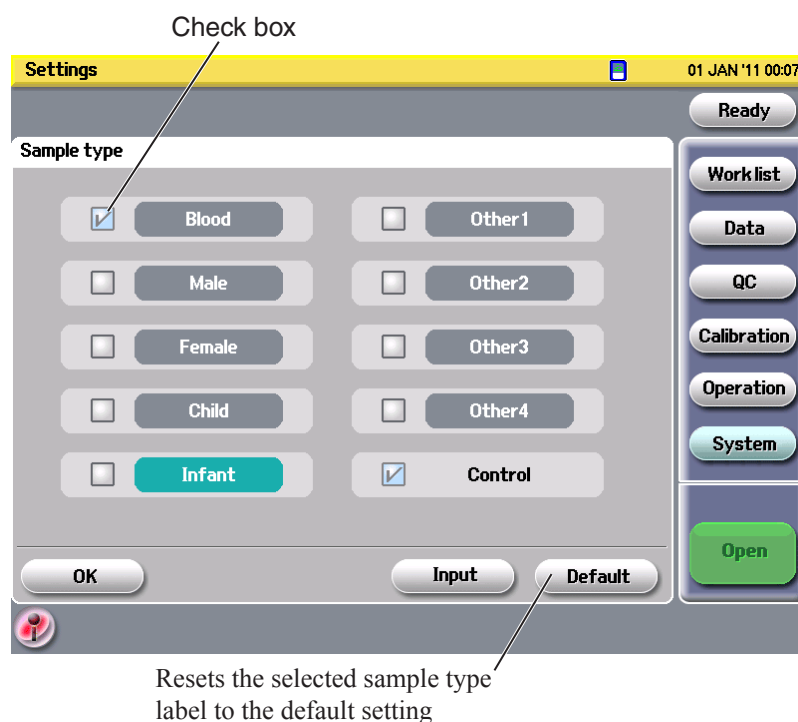 Check box
Settings
01 JAN '11 00:07
Ready
Sample type
Work list
Blood
Other1
Data
Male
Other2
QC
Female
Other3
Calibration
Child
Other4
Operation
Infant
Control
System
OK
Input
Default
Open
Resets the selected sample type
label to the default setting